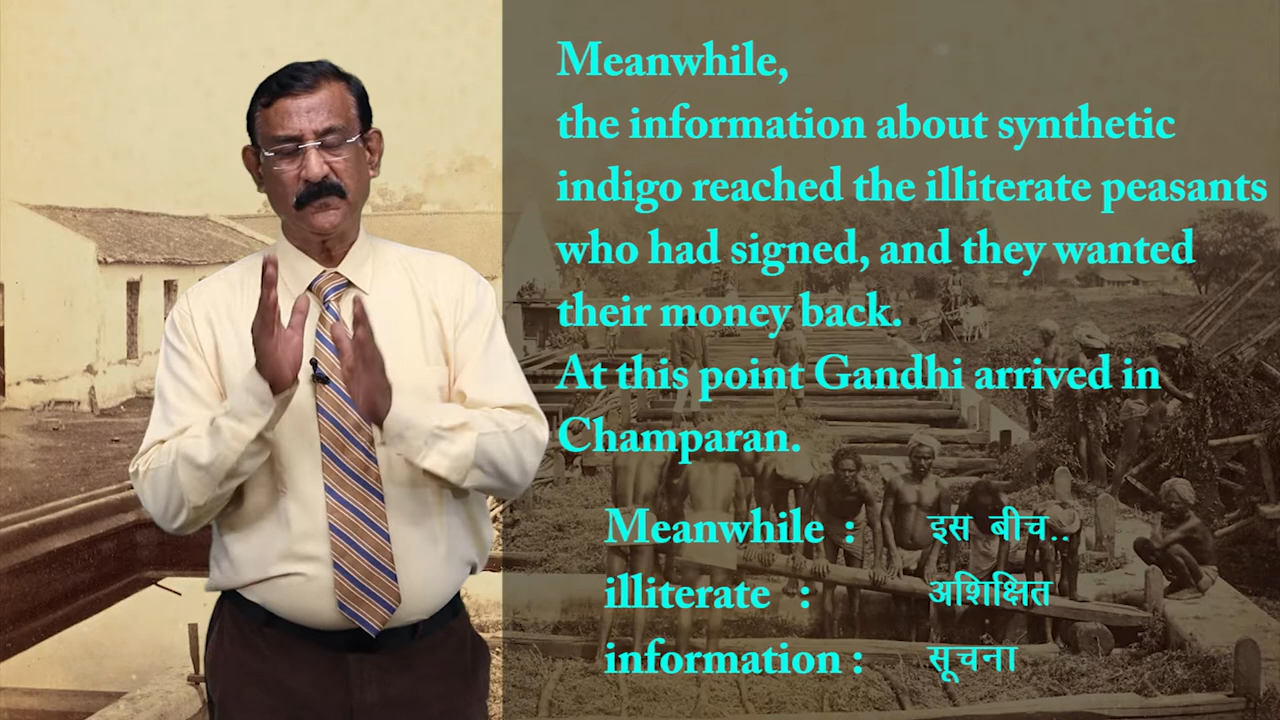 Meanwhile,
the information about synthetic
indigo reached the illiterate peasants
who had signed, and they wanted
their money back.
At this point Gandhi arrived in
Champaran.
Meanwhile : इस बीच..
illiterate : अशिक्षित
information : सूचना